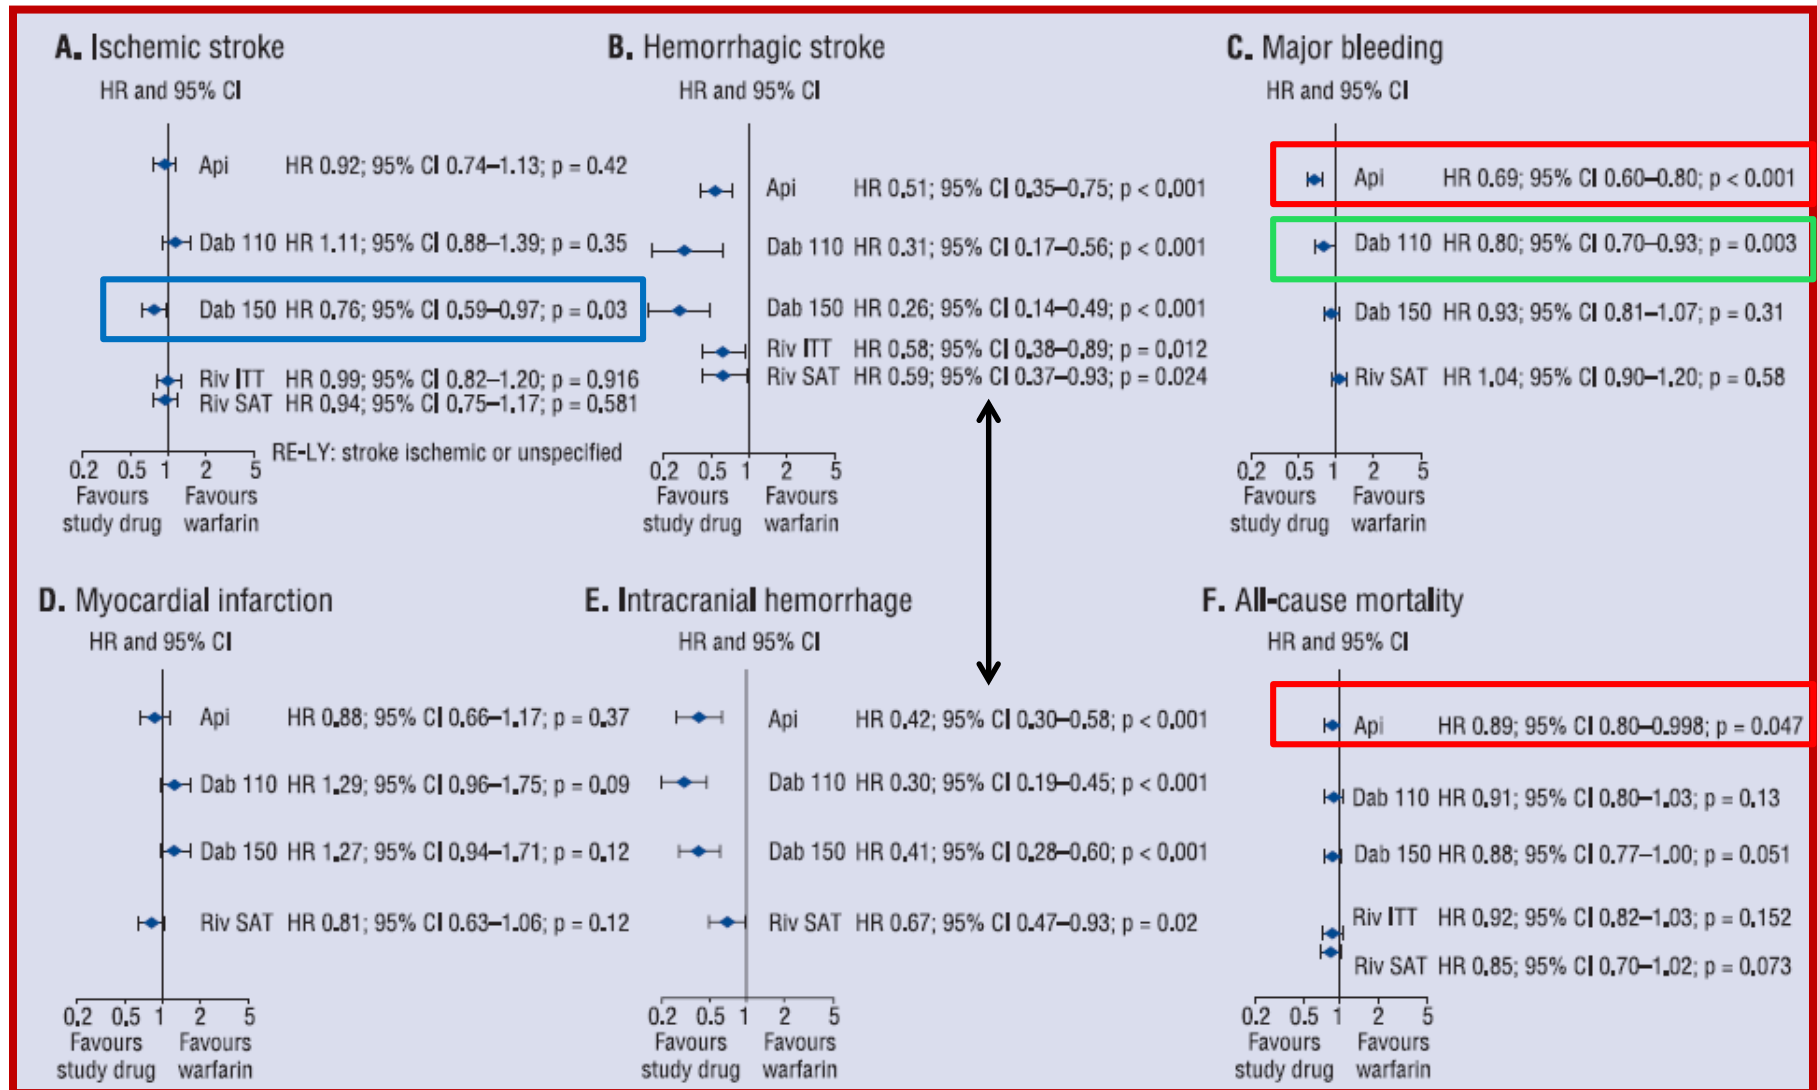 A. Ischemic stroke
HR and 95% CI
Api HR 0.92; 95% CI 0.74–1.13; p = 0.42
Dab 110 HR 1.11; 95% CI 0.88–1.39; p = 0.35
Dab 150 HR 0.76; 95% CI 0.59–0.97; p = 0.03
Riv ITT HR 0.99; 95% CI 0.82–1.20; p = 0.916
Riv SAT HR 0.94; 95% CI 0.75–1.17; p = 0.581
RE-LY: stroke ischemic or unspecified
0.2 0.5 1 2 5
Favours Favours
study drug warfarin
B. Hemorrhagic stroke
HR and 95% CI
Api HR 0.51; 95% CI 0.35–0.75; p < 0.001
Dab 110 HR 0.31; 95% CI 0.17–0.56; p < 0.001
Dab 150 HR 0.26; 95% CI 0.14–0.49; p < 0.001
Riv ITT HR 0.58; 95% CI 0.38–0.89; p = 0.012
Riv SAT HR 0.59; 95% CI 0.37–0.93; p = 0.024
0.2 0.5 1 2 5
Favours Favours
study drug warfarin
C. Major bleeding
HR and 95% CI
Api HR 0.69; 95% CI 0.60–0.80; p < 0.001
Dab 110 HR 0.80; 95% CI 0.70–0.93; p = 0.003
Dab 150 HR 0.93; 95% CI 0.81–1.07; p = 0.31
Riv SAT HR 1.04; 95% CI 0.90–1.20; p = 0.58
0.2 0.5 1 2 5
Favours Favours
study drug warfarin
D. Myocardial infarction
HR and 95% CI
Api HR 0.88; 95% CI 0.66–1.17; p = 0.37
Dab 110 HR 1.29; 95% CI 0.96–1.75; p = 0.09
Dab 150 HR 1.27; 95% CI 0.94–1.71; p = 0.12
Riv SAT HR 0.81; 95% CI 0.63–1.06; p = 0.12
0.2 0.5 1 2 5
Favours Favours
study drug warfarin
E. Intracranial hemorrhage
HR and 95% CI
Api HR 0.42; 95% CI 0.30–0.58; p < 0.001
Dab 110 HR 0.30; 95% CI 0.19–0.45; p < 0.001
Dab 150 HR 0.41; 95% CI 0.28–0.60; p < 0.001
Riv SAT HR 0.67; 95% CI 0.47–0.93; p = 0.02
0.2 0.5 1 2 5
Favours Favours
study drug warfarin
F. All-cause mortality
HR and 95% CI
Api HR 0.89; 95% CI 0.80–0.998; p = 0.047
Dab 110 HR 0.91; 95% CI 0.80–1.03; p = 0.13
Dab 150 HR 0.88; 95% CI 0.77–1.00; p = 0.051
Riv ITT HR 0.92; 95% CI 0.82–1.03; p = 0.152
Riv SAT HR 0.85; 95% CI 0.70–1.02; p = 0.073
0.2 0.5 1 2 5
Favours Favours
study drug warfarin